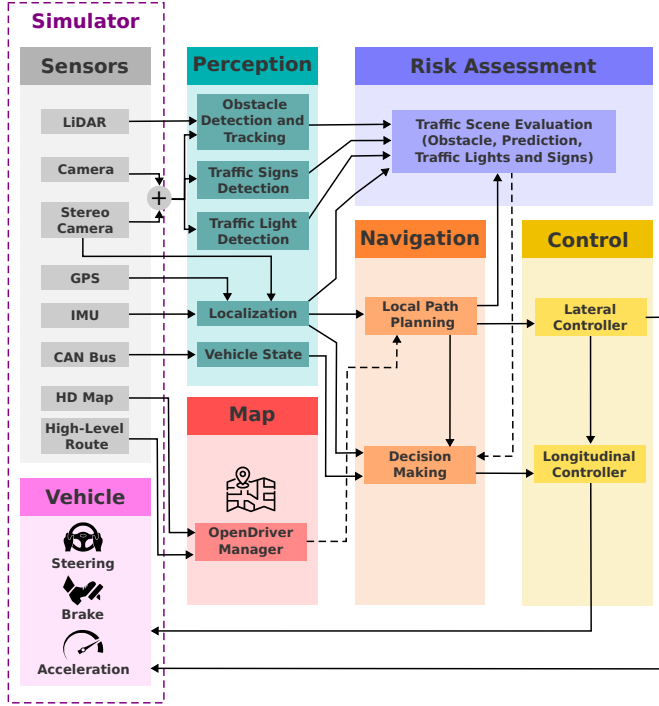 Simulator
Sensors
LiDAR
Camera
+
Stereo
Camera
GPS
IMU
CAN Bus
HD Map
High-Level
Route
Vehicle
Steering
Brake
Acceleration
Perception
Obstacle
Detection and
Tracking
Traffic Signs
Detection
Traffic Light
Detection
Localization
Vehicle State
Map
OpenDriver
Manager
Risk Assessment
Traffic Scene Evaluation
(Obstacle, Prediction,
Traffic Lights and Signs)
Navigation
Local Path
Planning
Decision
Making
Control
Lateral
Controller
Longitudinal
Controller